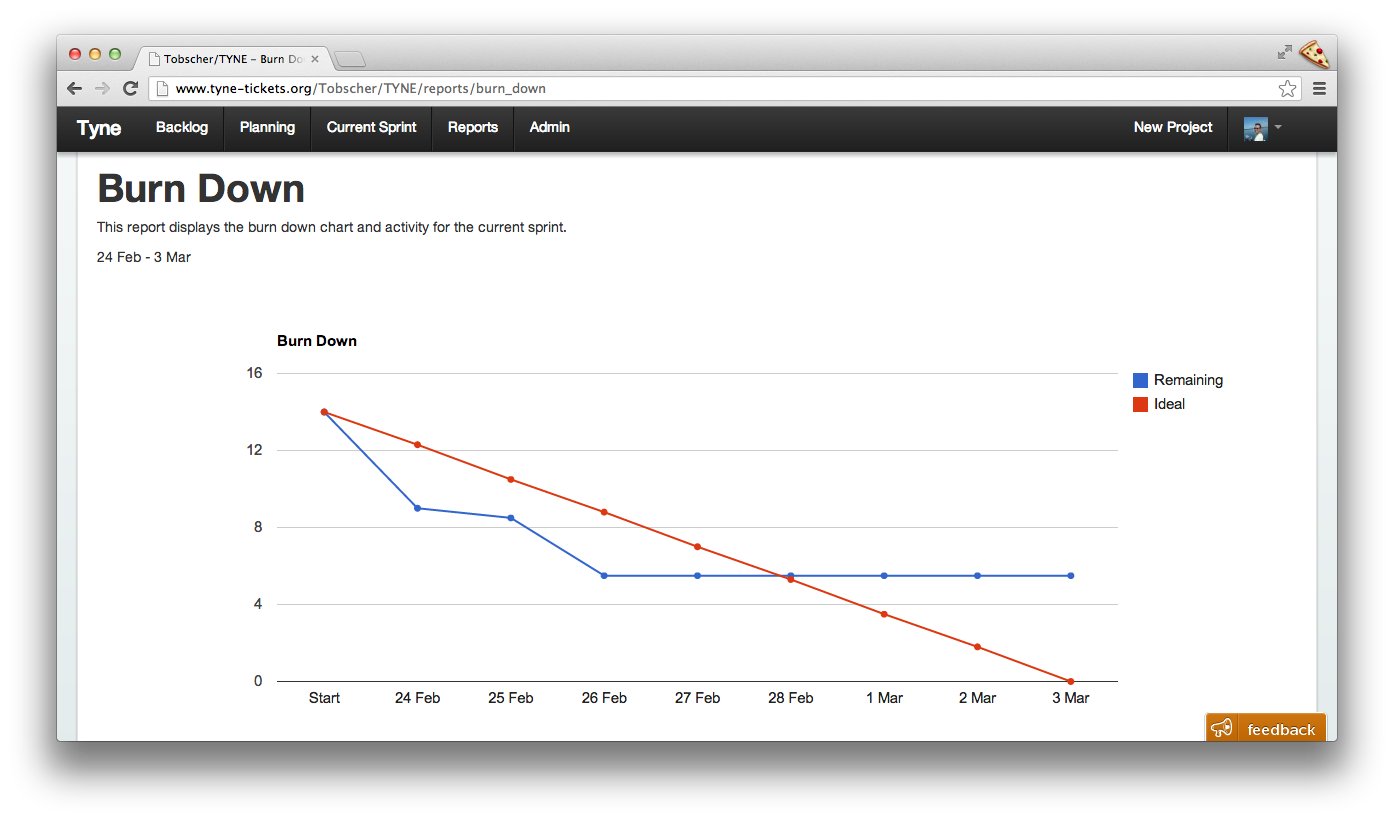 Tobscher/TYNE – Burn Do
www.tyne-tickets.org/Tobscher/TYNE/reports/burn_down
Tyne Backlog Planning Current Sprint Reports Admin New Project
Burn Down
This report displays the burn down chart and activity for the current sprint.
24 Feb - 3 Mar
Burn Down
16
Remaining
Ideal
12
8
4
0
Start 24 Feb 25 Feb 26 Feb 27 Feb 28 Feb 1 Mar 2 Mar 3 Mar
feedback